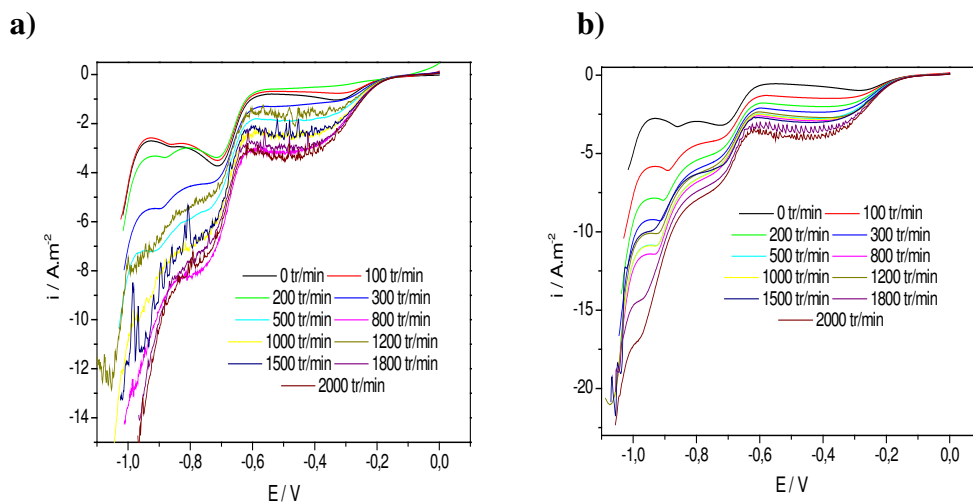 a)
0
-2
-4
-6
-8
-10
-12
-14
i / A.m-2
0 tr/min 100 tr/min
200 tr/min 300 tr/min
500 tr/min 800 tr/min
1000 tr/min 1200 tr/min
1500 tr/min 1800 tr/min
2000 tr/min
-1,0 -0,8 -0,6 -0,4 -0,2 0,0
E / V
b)
0
-5
-10
-15
-20
i / A.m-2
0 tr/min 100 tr/min
200 tr/min 300 tr/min
500 tr/min 800 tr/min
1000 tr/min 1200 tr/min
1500 tr/min 1800 tr/min
2000 tr/min
-1,0 -0,8 -0,6 -0,4 -0,2 0,0
E / V